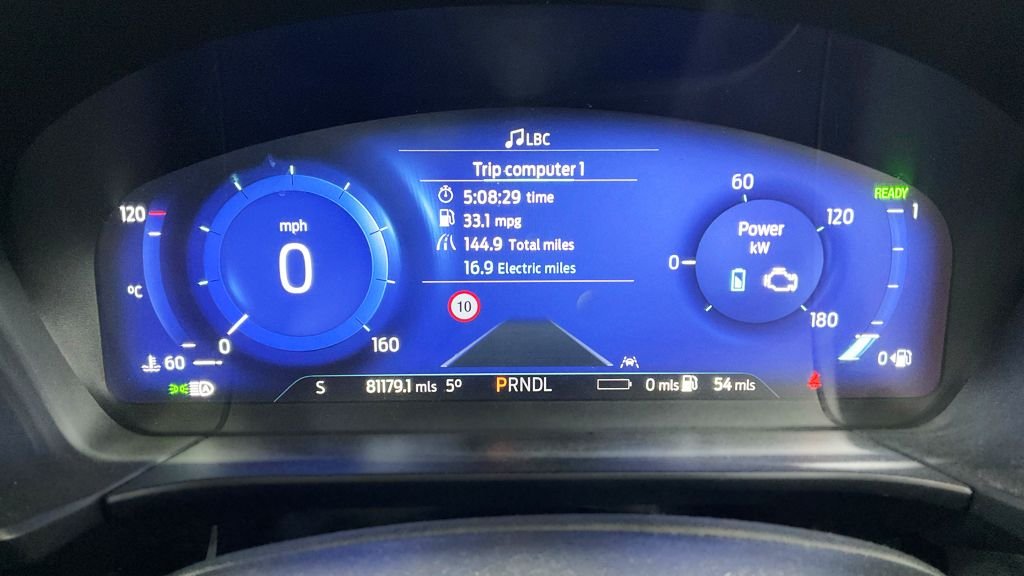 LBC
Trip computer 1
5:08:29 time
33.1 mpg
144.9 Total miles
16.9 Electric miles
10
120
°C
60
mph
0
0
160
Power
kW
0
60
120
180
READY
1
0
S 81179.1 mls 5° PRNDL 0 mls 54 mls